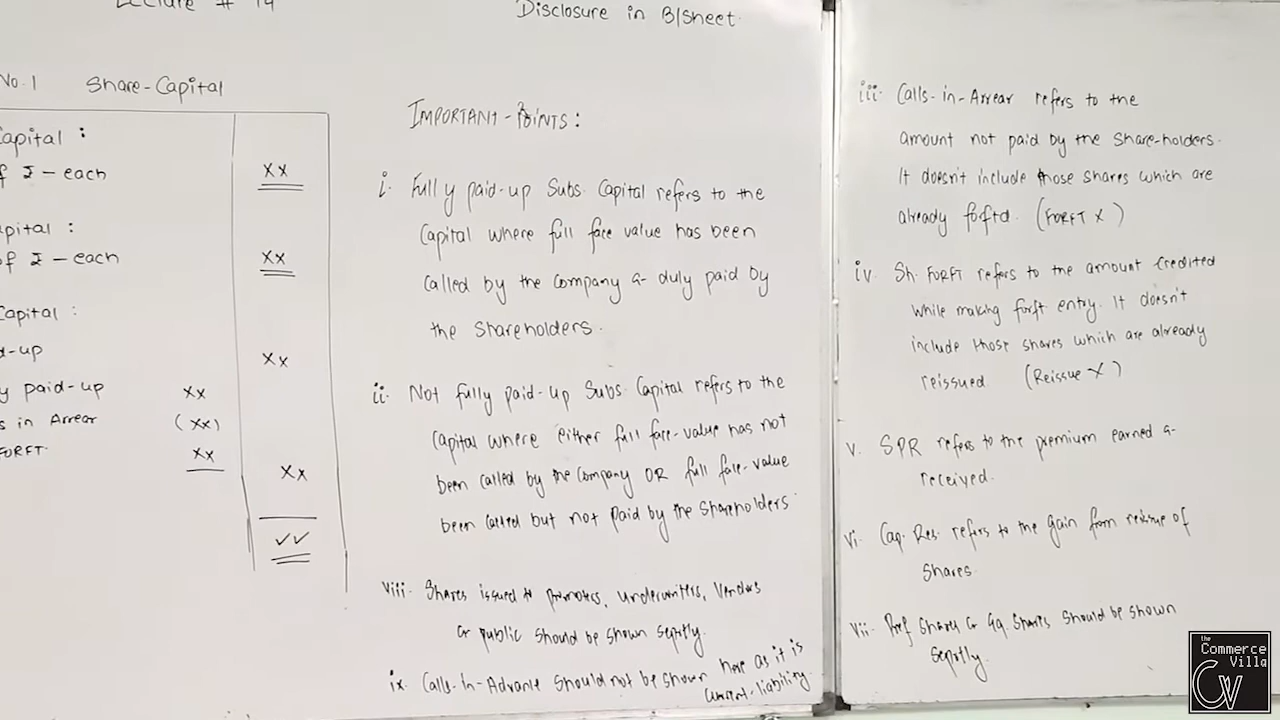 Lecture # 14
Disclosure in B/Sheet
No. 1 Share-Capital
Capital :
of I - each xx
pital :
of I - each xx
Capital :
d-up xx
y paid-up xx
s in Arrear (xx)
FORFT. xx
xx
✓✓
IMPORTANT-POINTS :
i. Fully paid-up Subs. Capital refers to the
Capital where full face value has been
called by the company & duly paid by
the shareholders.
ii. Not fully paid-up Subs. Capital refers to the
Capital where either full face-value has not
been called by the company OR full face-value
been called but not paid by the shareholders.
viii. Shares issued to promoters, underwriters, vendors
or public should be shown septly.
ix. Calls-In-Advance should not be shown here as it is
current-liability
iii. Calls-in-Arrear refers to the
amount not paid by the share-holders.
It doesn't include those shares which are
already forftd. (FORFT X)
iv. Sh. FORFT refers to the amount credited
while making forft entry. It doesn't
include those shares which are already
reissued (Reissue X)
v. SPR refers to the premium earned &
received.
vi. Cap. Res. refers to the gain from reissue of
shares.
vii. Pref shares & Eq. shares should be shown
septly.
the
Commerce
Villa
CV